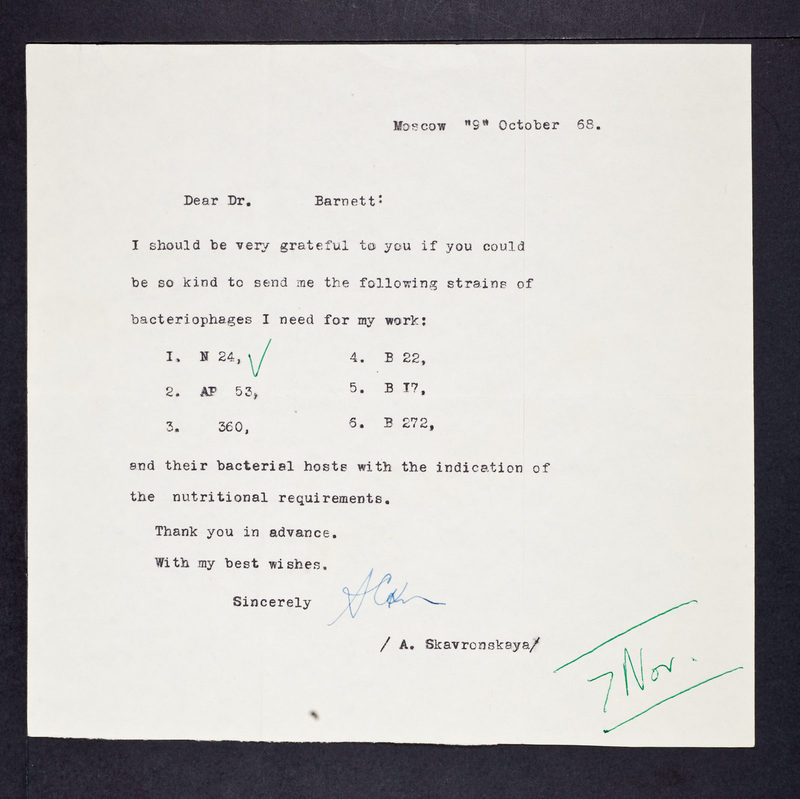 Moscow "9" October 68.
Dear Dr. Barnett:
I should be very grateful to you if you could
be so kind to send me the following strains of
bacteriophages I need for my work:
I. N 24, ✓ 4. B 22,
2. AP 53, 5. B I7,
3. 360, 6. B 272,
and their bacterial hosts with the indication of
the nutritional requirements.
Thank you in advance.
With my best wishes.
Sincerely
/ A. Skavronskaya/
7 Nov.